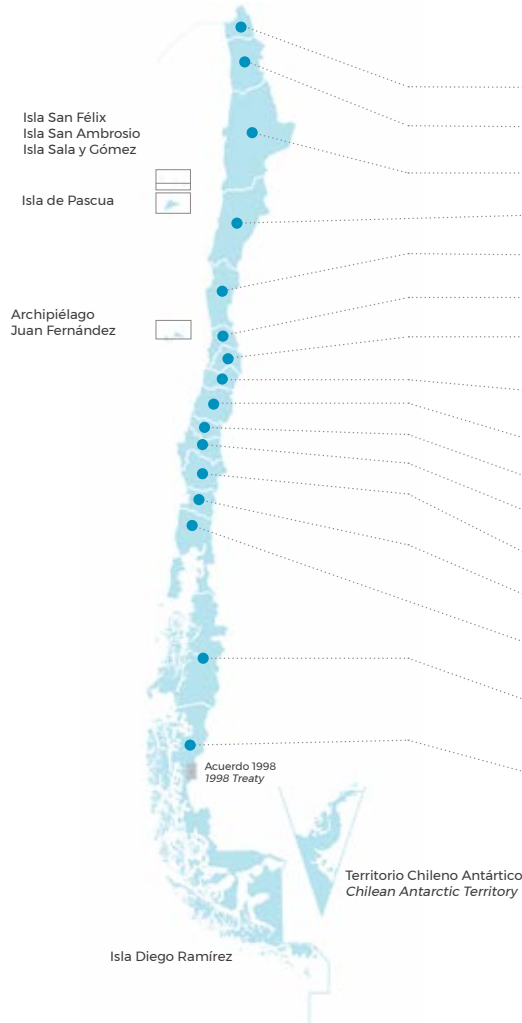 Isla San Félix
Isla San Ambrosio
Isla Sala y Gómez
Isla de Pascua
Archipiélago
Juan Fernández
Acuerdo 1998
1998 Treaty
Territorio Chileno Antártico
Chilean Antarctic Territory
Isla Diego Ramírez